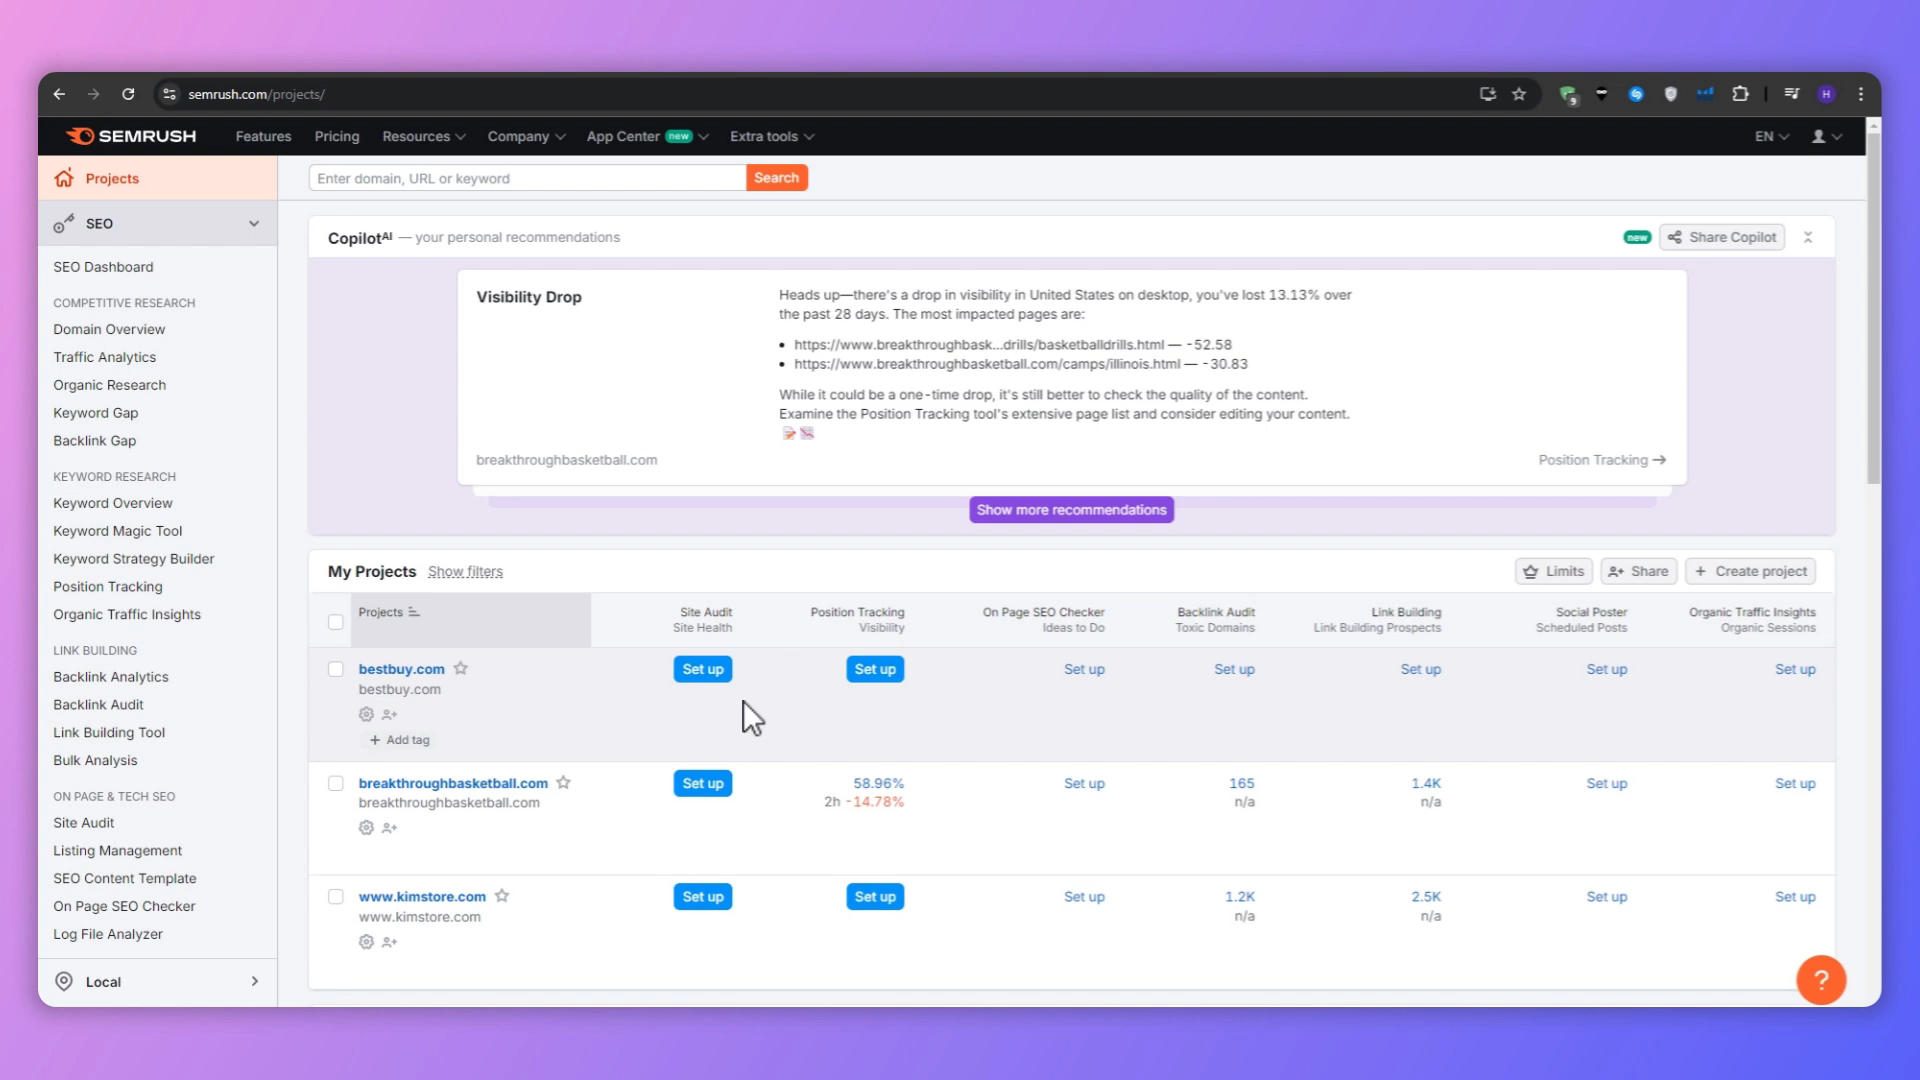 semrush.com/projects/
9
H
SEMRUSH
Features
Pricing
Resources
Company
App Center new
Extra tools
EN
Projects
Enter domain, URL or keyword
Search
SEO
SEO Dashboard
COMPETITIVE RESEARCH
Domain Overview
Traffic Analytics
Organic Research
Keyword Gap
Backlink Gap
KEYWORD RESEARCH
Keyword Overview
Keyword Magic Tool
Keyword Strategy Builder
Position Tracking
Organic Traffic Insights
LINK BUILDING
Backlink Analytics
Backlink Audit
Link Building Tool
Bulk Analysis
ON PAGE & TECH SEO
Site Audit
Listing Management
SEO Content Template
On Page SEO Checker
Log File Analyzer
Local
CopilotAI — your personal recommendations
new
Share Copilot
Visibility Drop
Heads up—there's a drop in visibility in United States on desktop, you've lost 13.13% over
the past 28 days. The most impacted pages are:
• https://www.breakthroughbask...drills/basketballdrills.html — -52.58
• https://www.breakthroughbasketball.com/camps/illinois.html — -30.83
While it could be a one-time drop, it's still better to check the quality of the content.
Examine the Position Tracking tool's extensive page list and consider editing your content.
breakthroughbasketball.com
Position Tracking →
Show more recommendations
My Projects
Show filters
Limits
Share
+ Create project
Projects
Site Audit
Site Health
Position Tracking
Visibility
On Page SEO Checker
Ideas to Do
Backlink Audit
Toxic Domains
Link Building
Link Building Prospects
Social Poster
Scheduled Posts
Organic Traffic Insights
Organic Sessions
bestbuy.com
bestbuy.com
+ Add tag
Set up
Set up
Set up
Set up
Set up
Set up
Set up
breakthroughbasketball.com
breakthroughbasketball.com
Set up
58.96%
2h -14.78%
Set up
165
n/a
1.4K
n/a
Set up
Set up
www.kimstore.com
www.kimstore.com
Set up
Set up
Set up
1.2K
n/a
2.5K
n/a
Set up
Set up
?